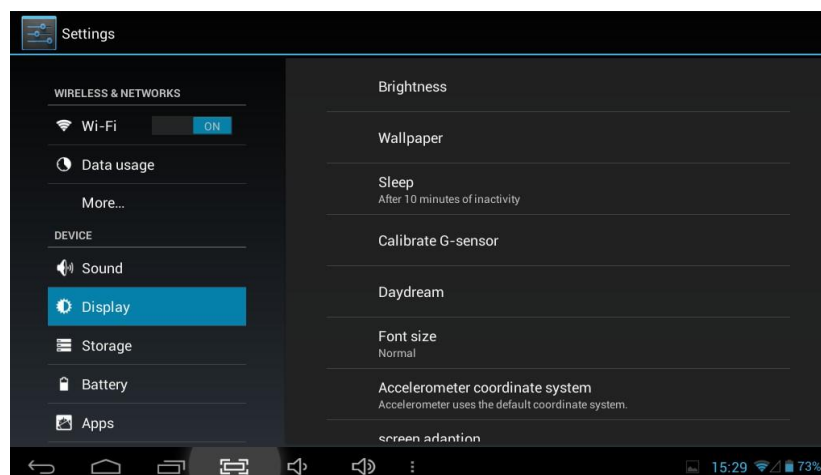 Settings
WIRELESS & NETWORKS
Wi-Fi ON
Data usage
More...
DEVICE
Sound
Display
Storage
Battery
Apps
Brightness
Wallpaper
Sleep
After 10 minutes of inactivity
Calibrate G-sensor
Daydream
Font size
Normal
Accelerometer coordinate system
Accelerometer uses the default coordinate system.
screen adaption
15:29 73%